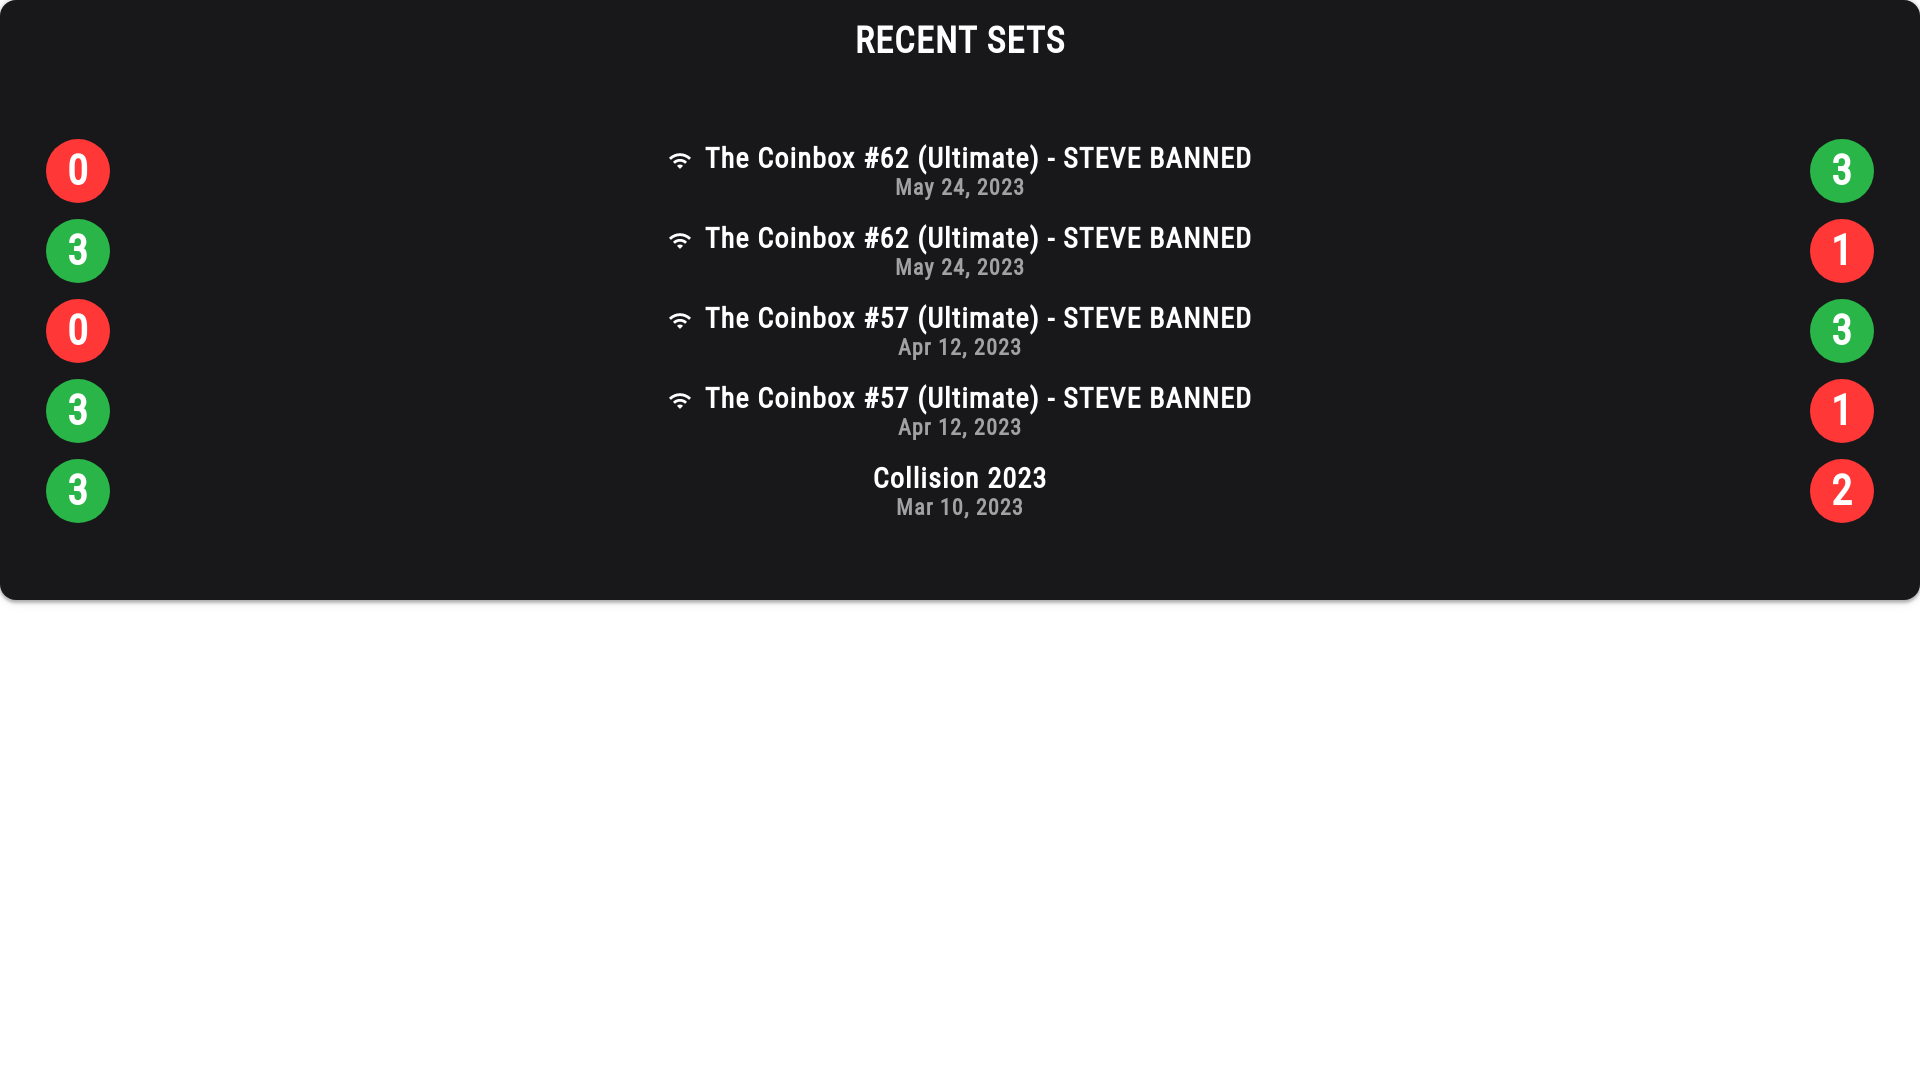 RECENT SETS
0 The Coinbox #62 (Ultimate) - STEVE BANNED 3
May 24, 2023
3 The Coinbox #62 (Ultimate) - STEVE BANNED 1
May 24, 2023
0 The Coinbox #57 (Ultimate) - STEVE BANNED 3
Apr 12, 2023
3 The Coinbox #57 (Ultimate) - STEVE BANNED 1
Apr 12, 2023
3 Collision 2023 2
Mar 10, 2023